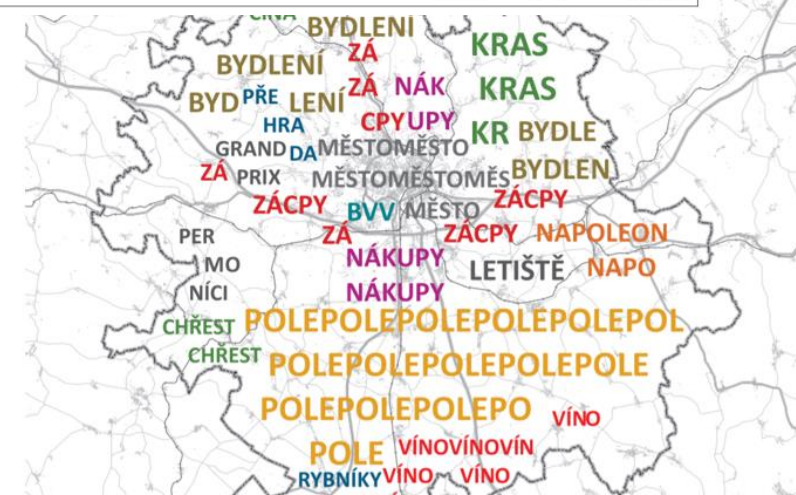 BYDLENÍ
ZÁ
KRAS
BYDLENÍ
ZÁ NÁK KRAS
BYD PŘE LENÍ
HRA CPY UPY KR BYDLE
GRAND DA MĚSTOMĚSTO
ZÁ PRIX MĚSTOMĚSTOMĚS BYDLEN
ZÁCPY BVV MĚSTO ZÁCPY
PER ZÁ ZÁCPY NAPOLEON
MO NÁKUPY LETIŠTĚ NAPO
NÍCI NÁKUPY
CHŘEST POLEPOLEPOLEPOLEPOLEPOL
CHŘEST POLEPOLEPOLEPOLEPOLE
POLEPOLEPOLEPO VÍNO
POLE VÍNOVÍNOVÍN
RYBNÍKY VÍNO VÍNO